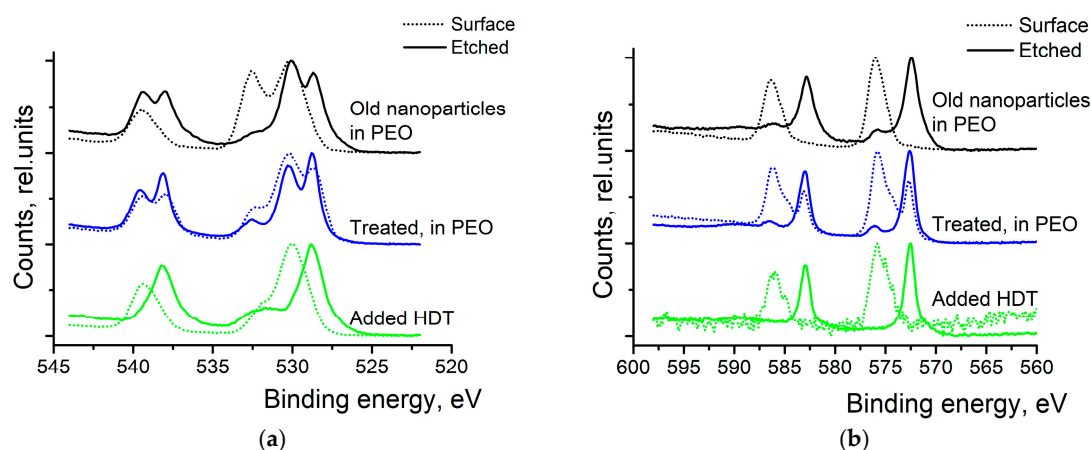 Surface
Etched
Old nanoparticles
in PEO
Treated, in PEO
Added HDT
Counts, rel.units
545 540 535 530 525 520
Binding energy, eV
(a)
Surface
Etched
Old nanoparticles
in PEO
Treated, in PEO
Added HDT
Counts, rel.units
600 595 590 585 580 575 570 565 560
Binding energy, eV
(b)